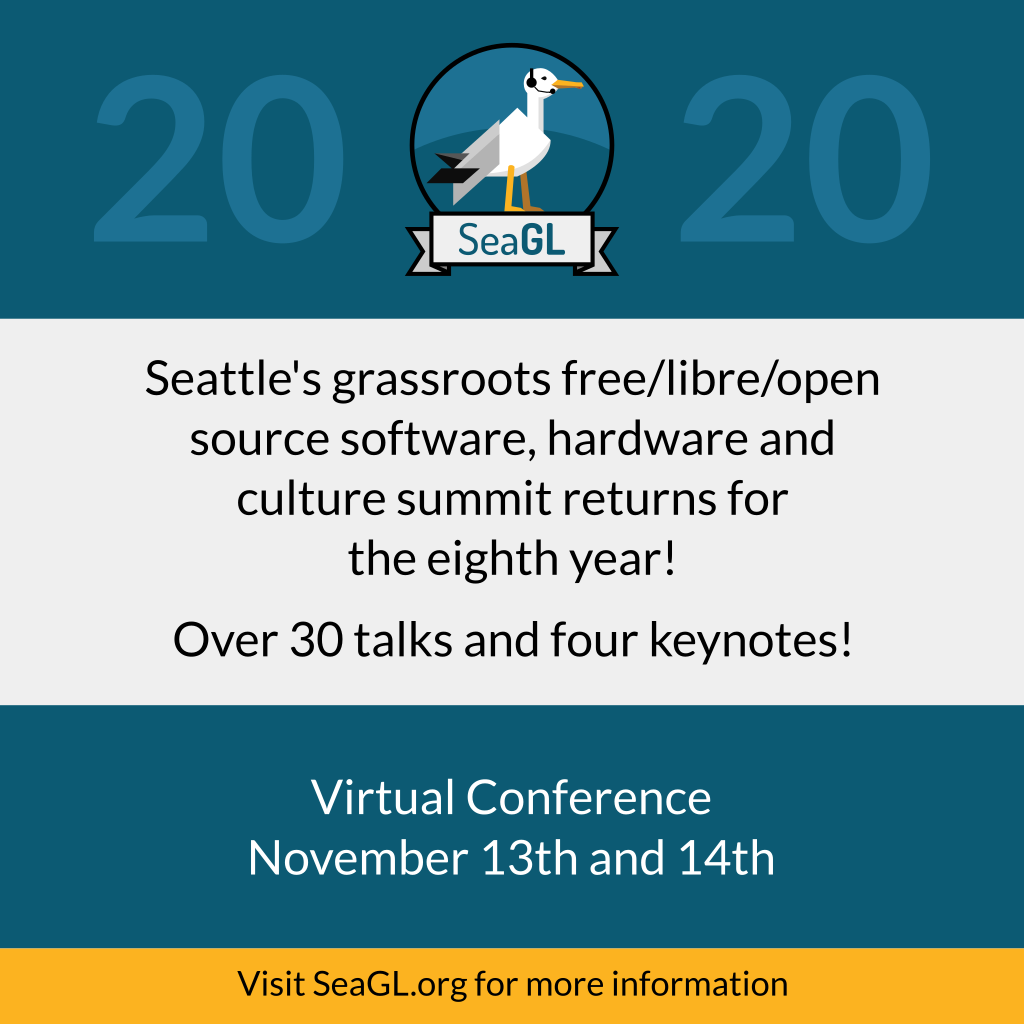 20 20
SeaGL
Seattle's grassroots free/libre/open
source software, hardware and
culture summit returns for
the eighth year!
Over 30 talks and four keynotes!
Virtual Conference
November 13th and 14th
Visit SeaGL.org for more information